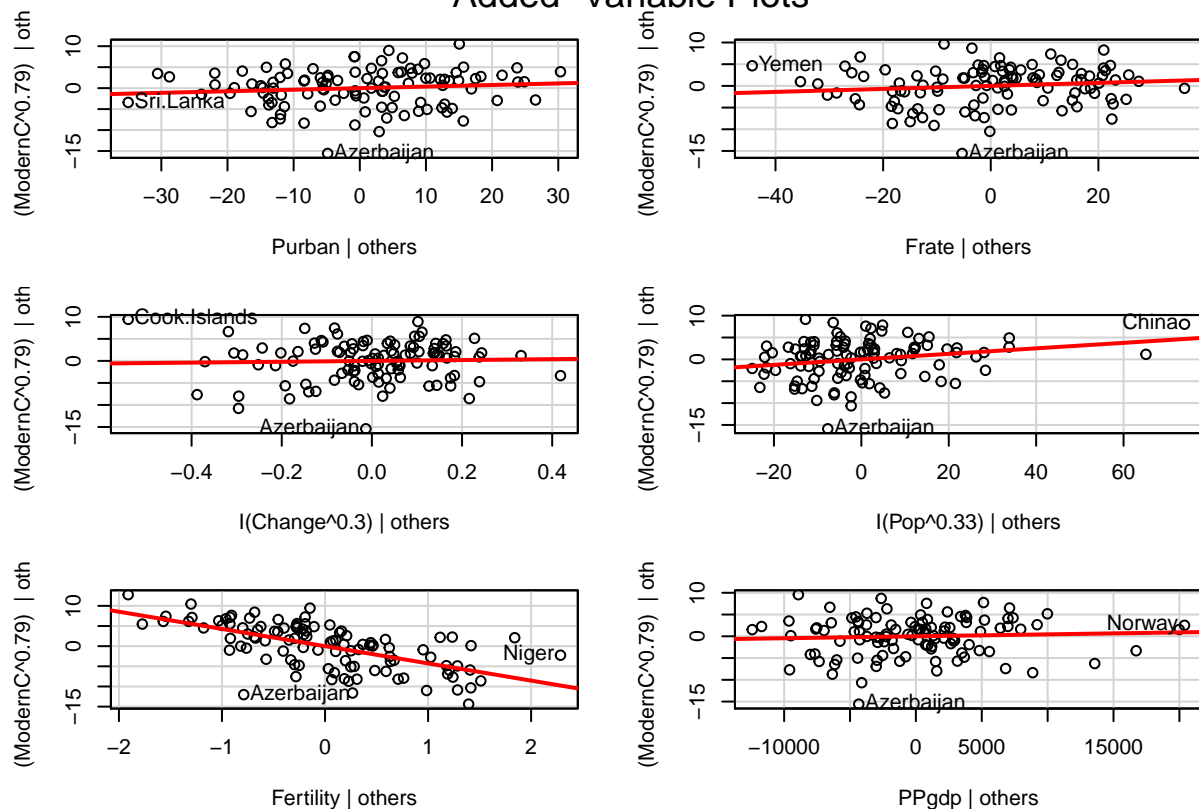 Added−Variable Plots
(ModernC^0.79) | oth
10
0
−15
Sri.Lanka
Azerbaijan
−30 −20 −10 0 10 20 30
Purban | others
(ModernC^0.79) | oth
10
0
−15
Yemen
Azerbaijan
−40 −20 0 20
Frate | others
(ModernC^0.79) | oth
10
0
−15
Cook.Islands
Azerbaijan
−0.4 −0.2 0.0 0.2 0.4
I(Change^0.3) | others
(ModernC^0.79) | oth
10
0
−15
China
Azerbaijan
−20 0 20 40 60
I(Pop^0.33) | others
(ModernC^0.79) | oth
10
0
−15
Niger
Azerbaijan
−2 −1 0 1 2
Fertility | others
(ModernC^0.79) | oth
10
0
−15
Norway
Azerbaijan
−10000 0 5000 15000
PPgdp | others